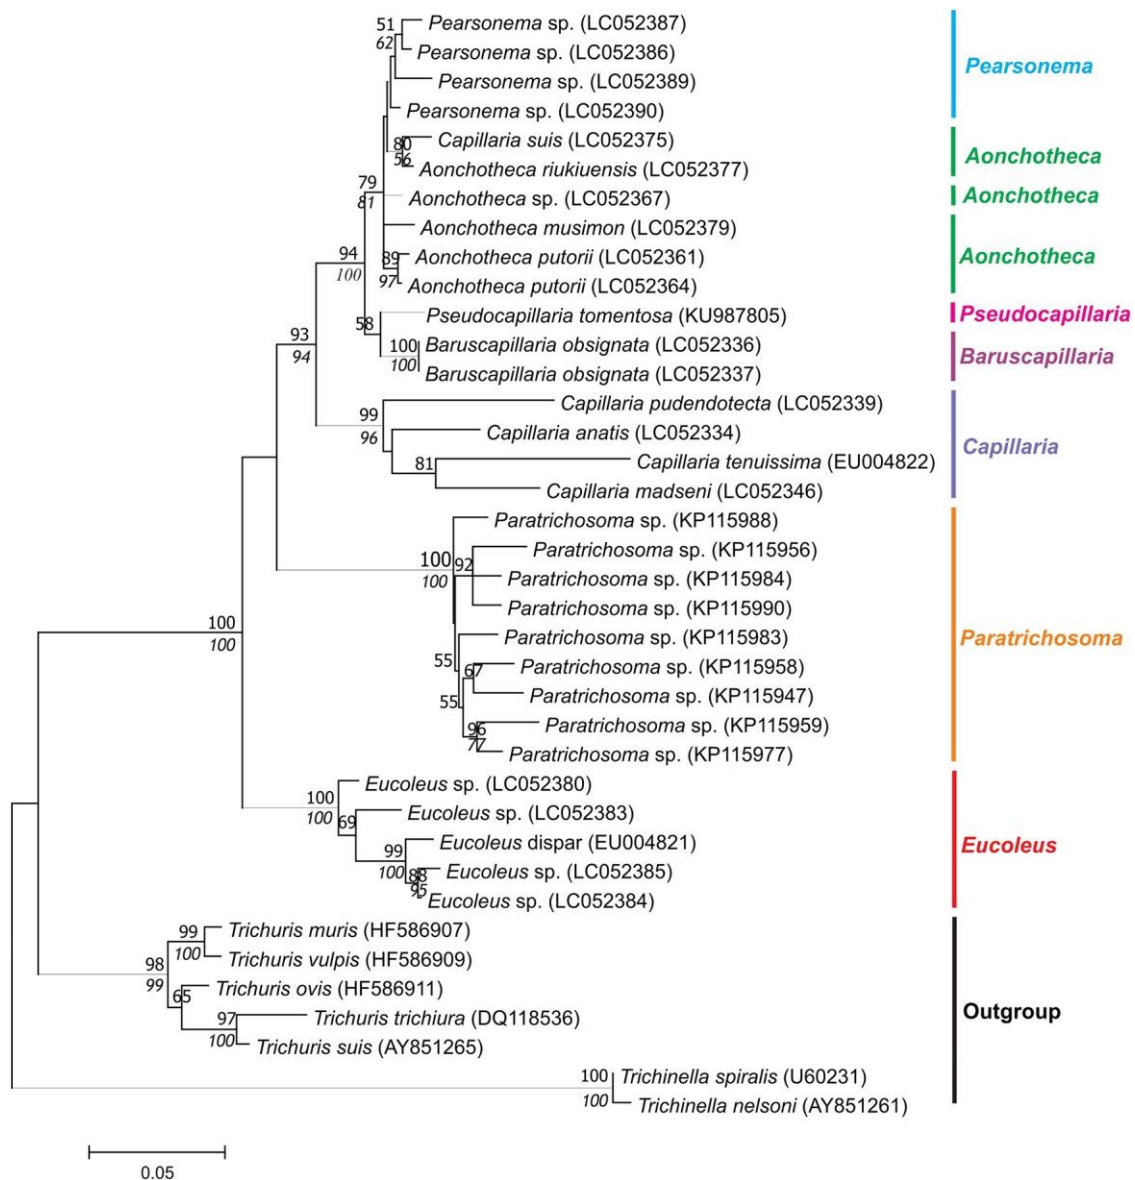 51
62
Pearsonema sp. (LC052387)
Pearsonema sp. (LC052386)
Pearsonema sp. (LC052389)
Pearsonema
Pearsonema sp. (LC052390)
80
56
Capillaria suis (LC052375)
Aonchotheca riukiuensis (LC052377)
Aonchotheca
79
81
Aonchotheca sp. (LC052367)
Aonchotheca
Aonchotheca musimon (LC052379)
94
100
89
97
Aonchotheca putorii (LC052361)
Aonchotheca putorii (LC052364)
Aonchotheca
58
Pseudocapillaria tomentosa (KU987805)
Pseudocapillaria
93
94
100
100
Baruscapillaria obsignata (LC052336)
Baruscapillaria obsignata (LC052337)
Baruscapillaria
99
96
Capillaria pudendotecta (LC052339)
Capillaria anatis (LC052334)
Capillaria
81
Capillaria tenuissima (EU004822)
Capillaria madseni (LC052346)
Paratrichosoma sp. (KP115988)
100
100
92
Paratrichosoma sp. (KP115956)
Paratrichosoma sp. (KP115984)
Paratrichosoma sp. (KP115990)
100
100
Paratrichosoma sp. (KP115983)
Paratrichosoma
55
67
Paratrichosoma sp. (KP115958)
55
Paratrichosoma sp. (KP115947)
96
77
Paratrichosoma sp. (KP115959)
Paratrichosoma sp. (KP115977)
100
100
Eucoleus sp. (LC052380)
69
Eucoleus sp. (LC052383)
99
100
Eucoleus dispar (EU004821)
Eucoleus
88
95
Eucoleus sp. (LC052385)
Eucoleus sp. (LC052384)
99
100
Trichuris muris (HF586907)
Trichuris vulpis (HF586909)
98
99
65
Trichuris ovis (HF586911)
97
100
Trichuris trichiura (DQ118536)
Outgroup
Trichuris suis (AY851265)
100
100
Trichinella spiralis (U60231)
Trichinella nelsoni (AY851261)
0.05